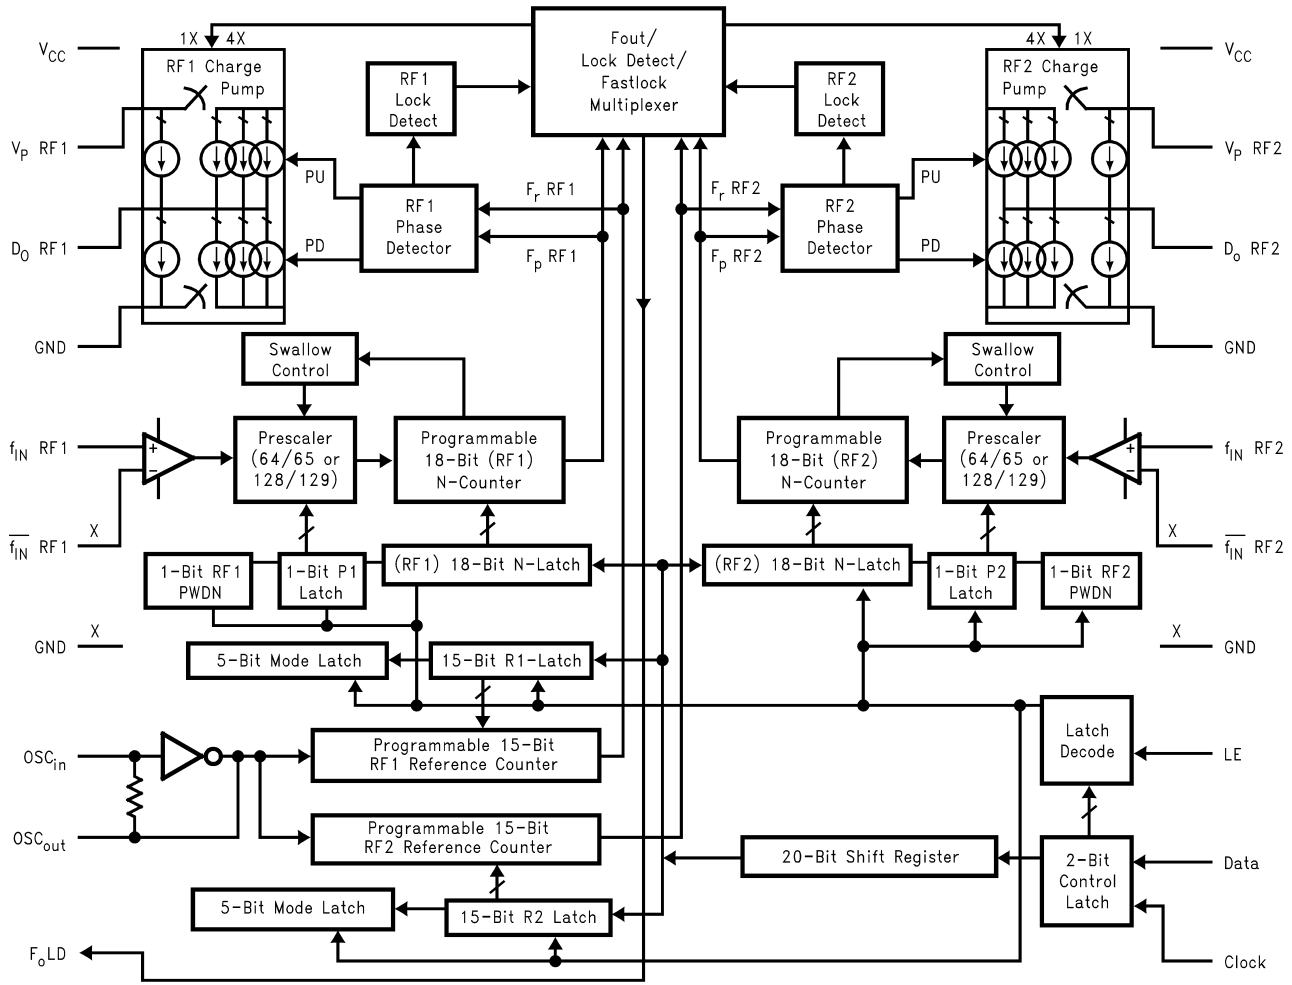 1X 4X
Fout/
Lock Detect/
Fastlock
Multiplexer
4X 1X
VCC
RF1 Charge
Pump
RF1
Lock
Detect
RF2
Lock
Detect
RF2 Charge
Pump
VCC
VP RF1
VP RF2
PU
Fr RF1
Fr RF2
PU
RF1
Phase
Detector
RF2
Phase
Detector
DO RF1
PD
Fp RF1
Fp RF2
PD
Do RF2
GND
Swallow
Control
Swallow
Control
GND
fIN RF1
+
−
Prescaler
(64/65 or
128/129)
Programmable
18-Bit (RF1)
N-Counter
Programmable
18-Bit (RF2)
N-Counter
Prescaler
(64/65 or
128/129)
+
−
fIN RF2
X
f̅I̅N̅ RF1
X
f̅I̅N̅ RF2
1-Bit RF1
PWDN
1-Bit P1
Latch
(RF1) 18-Bit N-Latch
(RF2) 18-Bit N-Latch
1-Bit P2
Latch
1-Bit RF2
PWDN
X
GND
X
GND
5-Bit Mode Latch
15-Bit R1-Latch
OSCin
Programmable 15-Bit
RF1 Reference Counter
Latch
Decode
LE
OSCout
Programmable 15-Bit
RF2 Reference Counter
20-Bit Shift Register
2-Bit
Control
Latch
Data
5-Bit Mode Latch
15-Bit R2 Latch
FoLD
Clock